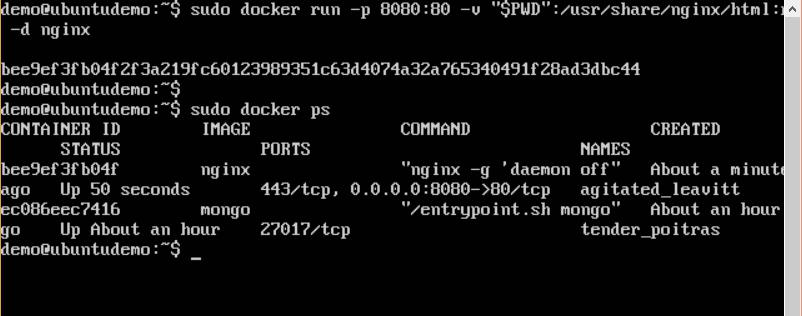 demo@ubuntudemo:~$ sudo docker run -p 8080:80 -v "$PWD":/usr/share/nginx/html:
 -d nginx
bee9ef3fb04f2f3a219fc60123989351c63d4074a32a765340491f28ad3dbc44
demo@ubuntudemo:~$
demo@ubuntudemo:~$ sudo docker ps
CONTAINER ID        IMAGE               COMMAND                  CREATED
      STATUS              PORTS                           NAMES
bee9ef3fb04f        nginx               "nginx -g 'daemon off"   About a minute
ago   Up 50 seconds       443/tcp, 0.0.0.0:8080->80/tcp   agitated_leavitt
ec086eec7416        mongo               "/entrypoint.sh mongo"   About an hour
go    Up About an hour    27017/tcp                       tender_poitras
demo@ubuntudemo:~$ _